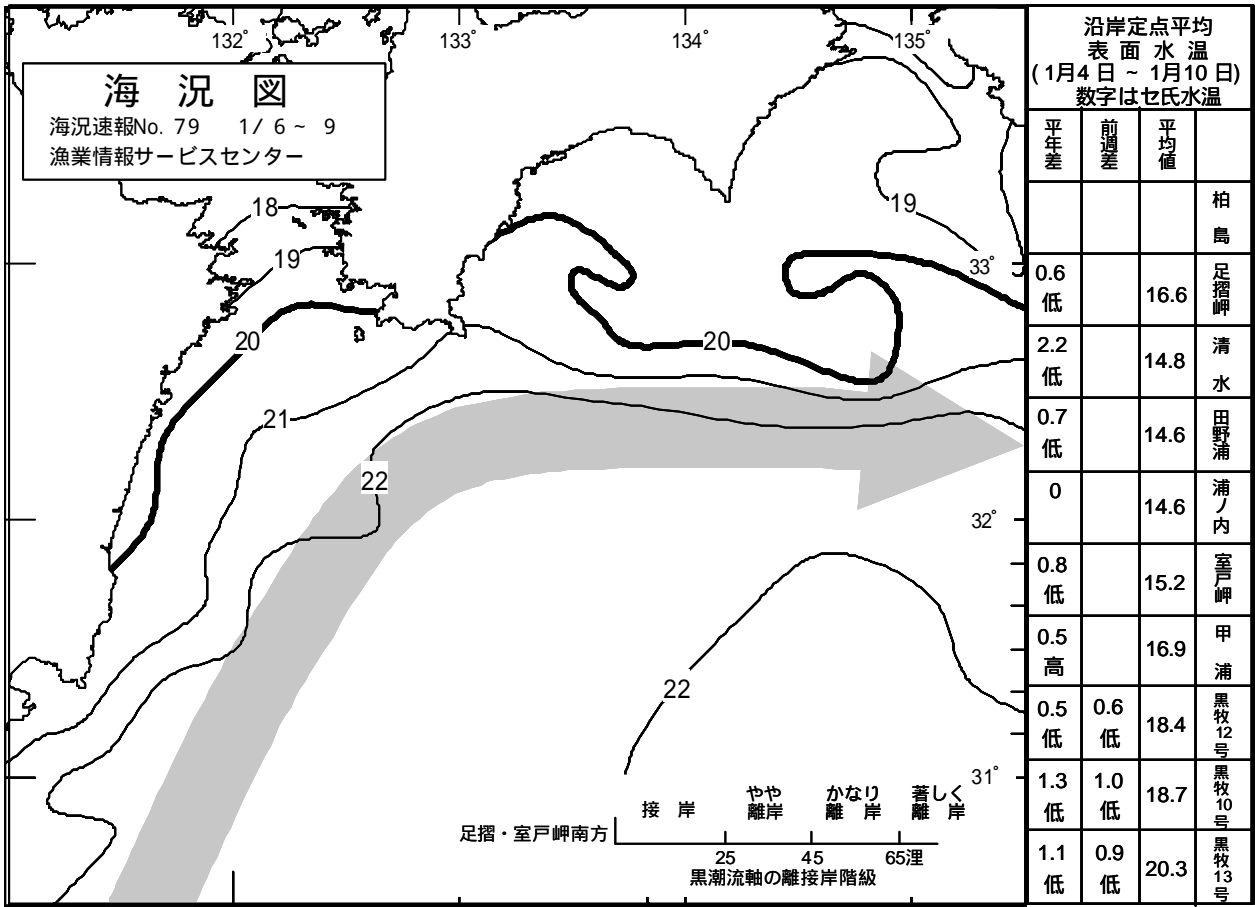 132°
133°
134°
135°
海 況 図
海況速報No. 79 1/ 6 ~ 9
漁業情報サービスセンター
18
19
19
33°
20
20
21
22
32°
22
31°
接 岸
やや
離岸
かなり
離 岸
著しく
離 岸
足摺・室戸岬南方
25
45
65浬
黒潮流軸の離接岸階級
沿岸定点平均
表 面 水 温
( 1月4 日 ~ 1月10 日)
数字はセ氏水温
平年差 前週差 平均値
柏島
0.6低 16.6 足摺岬
2.2低 14.8 清水
0.7低 14.6 田野浦
0 14.6 浦ノ内
0.8低 15.2 室戸岬
0.5高 16.9 甲浦
0.5低 0.6低 18.4 黒牧12号
1.3低 1.0低 18.7 黒牧10号
1.1低 0.9低 20.3 黒牧13号